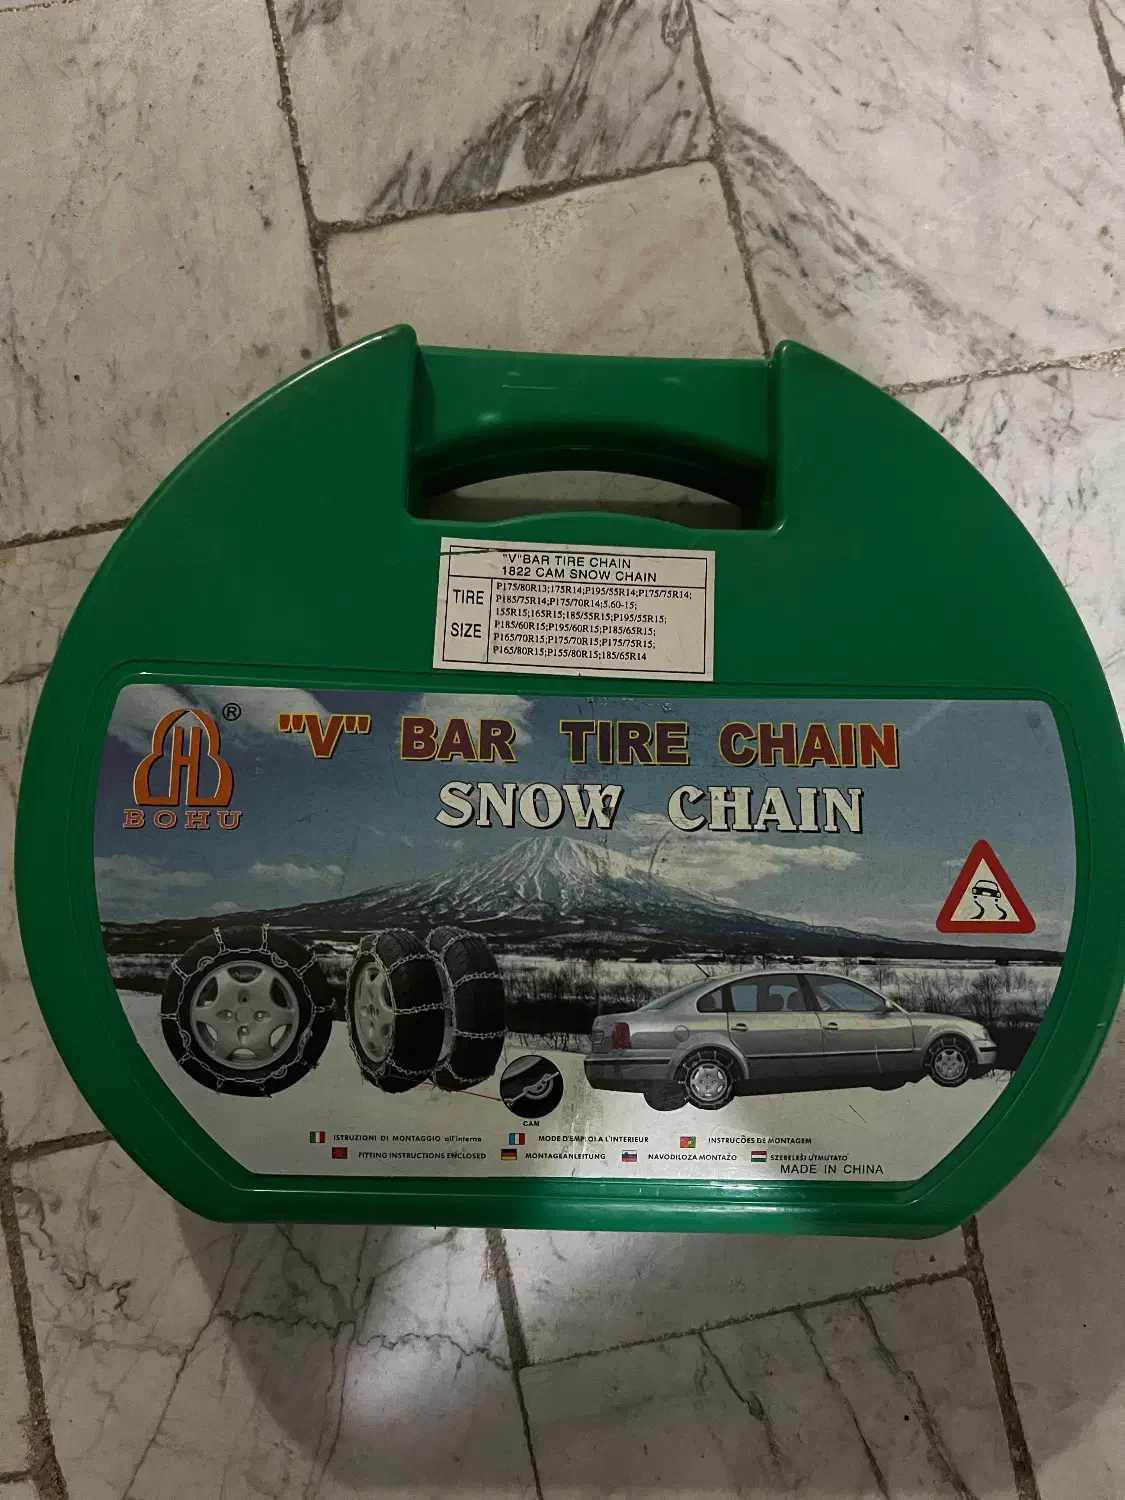 "V"BAR TIRE CHAIN
1822 CAM SNOW CHAIN
TIRE SIZE
P175/80R13;175R14;P195/55R14;P175/75R14;
P185/75R14;P175/70R14;5.60-15;
155R15;165R15;185/55R15;P195/55R15;
P185/60R15;P195/60R15;P185/65R15;
P165/70R15;P175/70R15;P175/75R15;
P165/80R15;P155/80R15;185/65R14
®
BOHU
"V" BAR TIRE CHAIN
SNOW CHAIN
CAM
ISTRUZIONI DI MONTAGGIO all'interno
MODE D'EMPLOI A L'INTERIEUR
INSTRUCÕES DE MONTAGEM
FITTING INSTRUCTIONS ENCLOSED
MONTAGEANLEITUNG
NAVODILOZA MONTAŽO
SZERELESI UTMUTATO
MADE IN CHINA